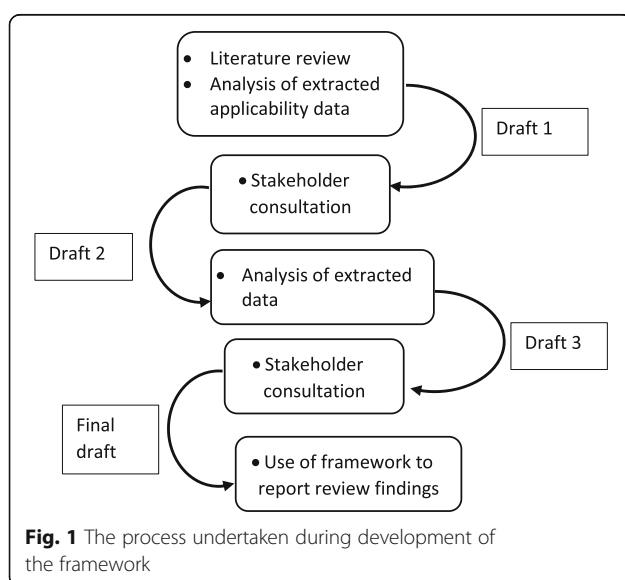 • Literature review
• Analysis of extracted
applicability data
Draft 1
• Stakeholder
consultation
Draft 2
• Analysis of extracted
data
Draft 3
• Stakeholder
consultation
Final
draft
• Use of framework to
report review findings
Fig. 1 The process undertaken during development of
the framework